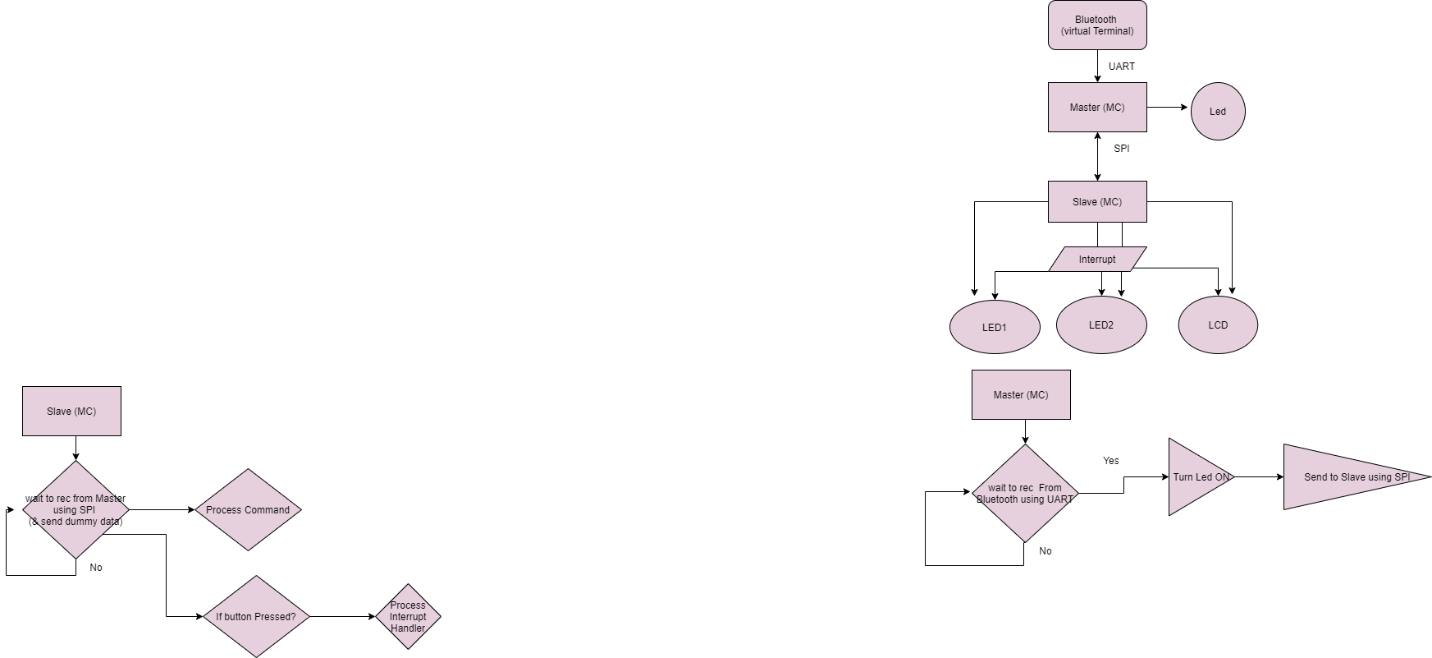 Bluetooth
(virtual Terminal)
UART
Master (MC)
Led
SPI
Slave (MC)
Interrupt
LED1
LED2
LCD
Master (MC)
wait to rec From
Bluetooth using UART
Yes
Turn Led ON
Send to Slave using SPI
No
Slave (MC)
wait to rec from Master
using SPI
(& send dummy data)
Process Command
No
If button Pressed?
Process
Interrupt
Handler